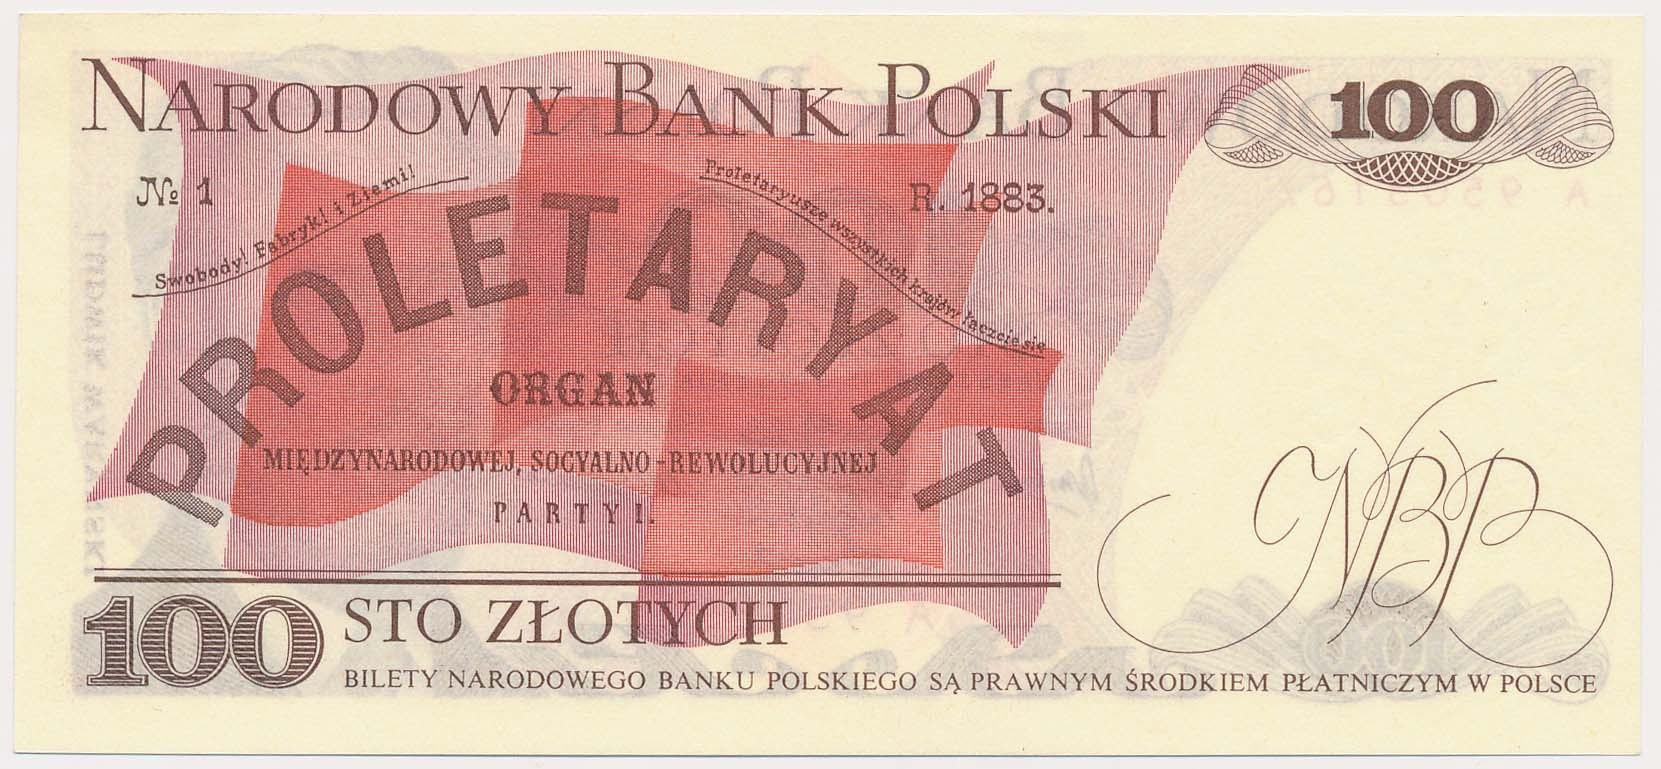 NARODOWY BANK POLSKI
100
№ 1
R. 1883.
Swobody! Fabryk! i Ziemi!
Proletaryusze wszystkich krajów łączcie się
PROLETARYAT
ORGAN
MIĘDZYNARODOWEJ, SOCYALNO-REWOLUCYJNEJ
PARTYI.
NBP
100
STO ZŁOTYCH
BILETY NARODOWEGO BANKU POLSKIEGO SĄ PRAWNYM ŚRODKIEM PŁATNICZYM W POLSCE